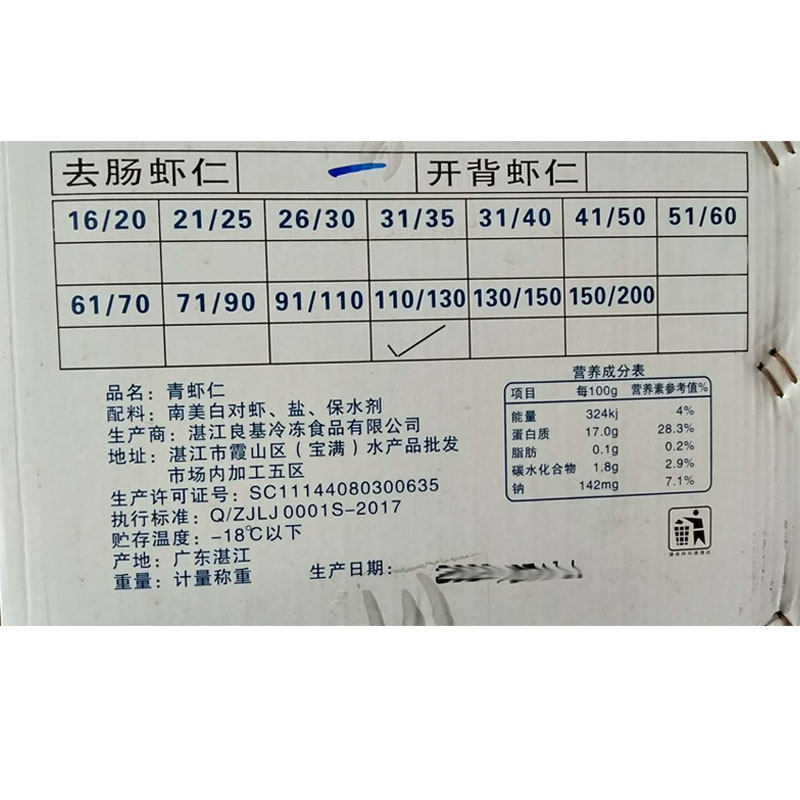 去肠虾仁 开背虾仁
16/20 21/25 26/30 31/35 31/40 41/50 51/60
61/70 71/90 91/110 110/130 130/150 150/200
品名：青虾仁
配料：南美白对虾、盐、保水剂
生产商：湛江良基冷冻食品有限公司
地址：湛江市霞山区（宝满）水产品批发
市场内加工五区
生产许可证号：SC11144080300635
执行标准：Q/ZJLJ0001S-2017
贮存温度：-18℃以下
产地：广东湛江
重量：计量称重
生产日期：
营养成分表
项目 每100g 营养素参考值%
能量 324kj 4%
蛋白质 17.0g 28.3%
脂肪 0.1g 0.2%
碳水化合物 1.8g 2.9%
钠 142mg 7.1%